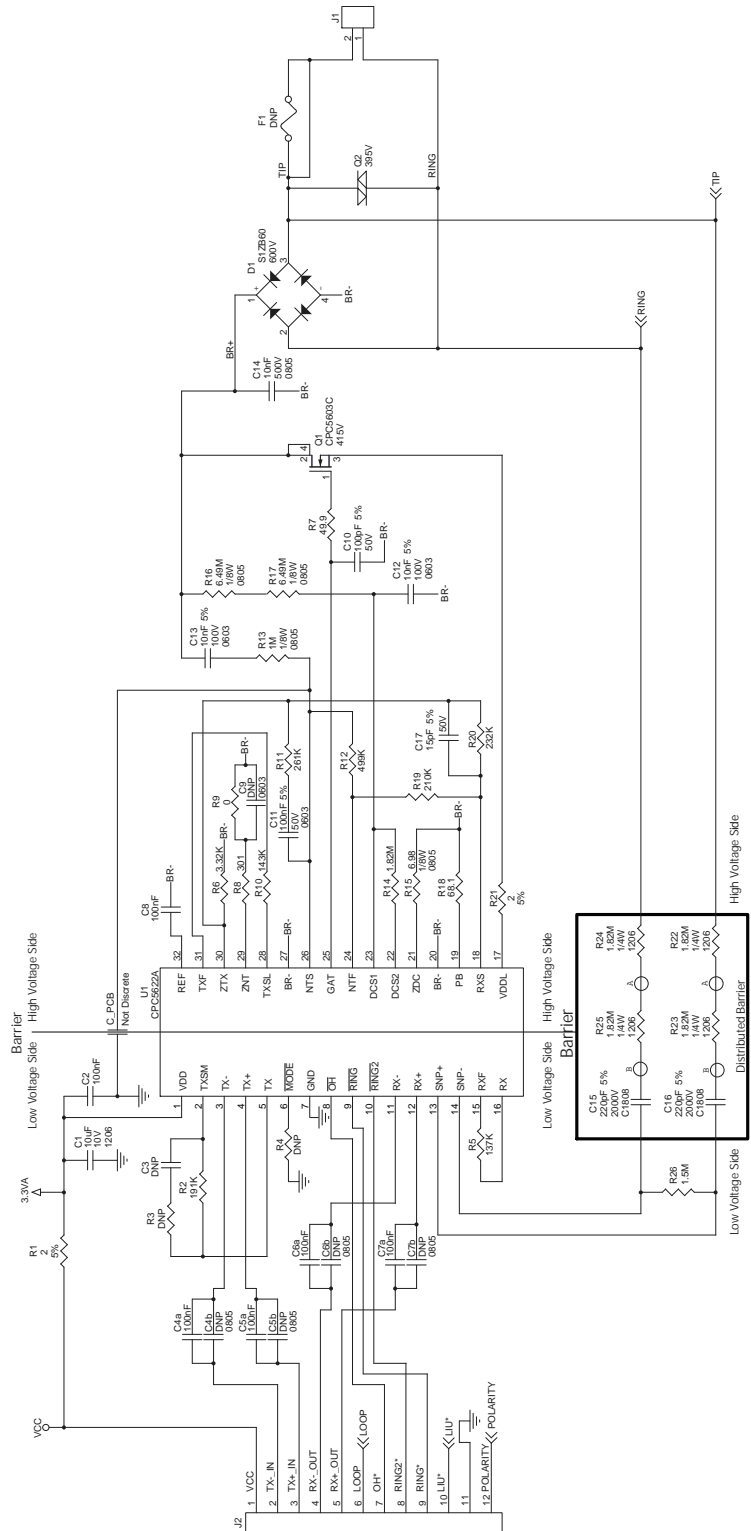 J2
1
VCC
2
TX-_IN
3
TX+_IN
4
RX-_OUT
5
RX+_OUT
6
LOOP
LOOP
7
OH*
8
RING2*
9
RING*
10
LIU*
LIU*
11
12
POLARITY
POLARITY
VCC
R1
2
5%
3.3VA
C1
10uF
10V
1206
C2
100nF
C4a
100nF
C4b
DNP
0805
C5a
100nF
C5b
DNP
0805
R3
DNP
C3
DNP
R2
191K
R4
DNP
C6a
100nF
C6b
DNP
0805
C7a
100nF
C7b
DNP
0805
R5
137K
Barrier
Low Voltage Side
High Voltage Side
C_PCB
Not Discrete
U1
CPC5622A
1
VDD
2
TXSM
3
TX-
4
TX+
5
TX
6
MODE
7
GND
8
OH
9
RING
10
RING2
11
RX-
12
RX+
13
SNP+
14
SNP-
15
RXF
16
RX
32
REF
31
TXF
30
ZTX
29
ZNT
28
TXSL
27
BR-
26
NTS
25
GAT
24
NTF
23
DCS1
22
DCS2
21
ZDC
20
BR-
19
PB
18
RXS
17
VDDL
Low Voltage Side
High Voltage Side
Barrier
C8
100nF
BR-
R6
3.32K
BR-
R8
301
R9
0
C9
DNP
0603
BR-
R10
143K
BR-
C11
100nF 5%
50V
0603
R11
261K
R12
499K
R14
1.82M
R15
6.98
1/8W
0805
R18
68.1
BR-
BR-
R19
210K
C17
15pF 5%
50V
R20
232K
R21
2
5%
C13
10nF 5%
100V
0603
R13
1M
1/8W
0805
R16
6.49M
1/8W
0805
R17
6.49M
1/8W
0805
C12
10nF 5%
100V
0603
BR-
R7
49.9
C10
100pF 5%
50V
BR-
Q1
CPC5603C
415V
1
2
4
3
C14
10nF
500V
0805
BR-
BR+
D1
S1ZB60
600V
1
+
2
3
4
-
BR-
TIP
F1
DNP
Q2
395V
RING
J1
2
1
RING
TIP
C15
220pF 5%
2000V
C1808
B
R25
1.82M
1/4W
1206
A
R24
1.82M
1/4W
1206
C16
220pF 5%
2000V
C1808
B
R23
1.82M
1/4W
1206
A
R22
1.82M
1/4W
1206
Distributed Barrier
R26
1.5M
Low Voltage Side
High Voltage Side